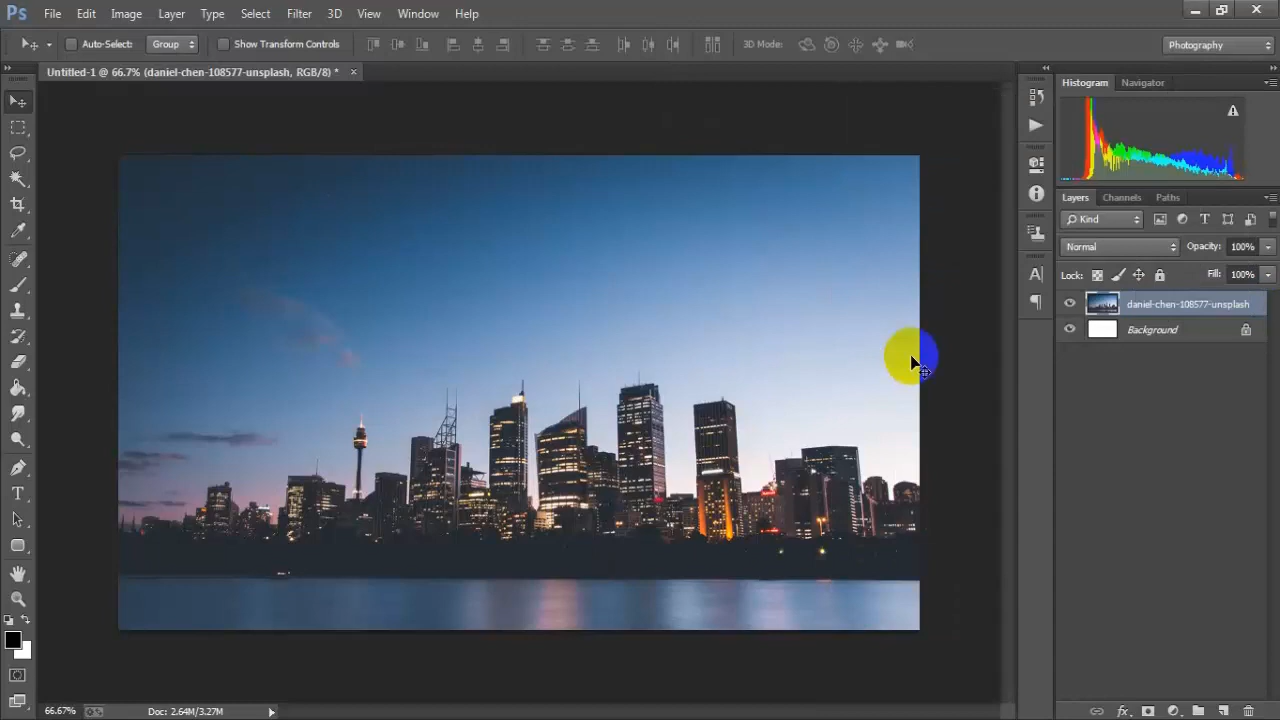 Ps File Edit Image Layer Type Select Filter 3D View Window Help
Auto-Select: Group Show Transform Controls 3D Mode: Photography
Untitled-1 @ 66.7% (daniel-chen-108577-unsplash, RGB/8) *
Histogram Navigator
Layers Channels Paths
Kind
Normal Opacity: 100%
Lock: Fill: 100%
daniel-chen-108577-unsplash
Background
66.67% Doc: 2.64M/3.27M